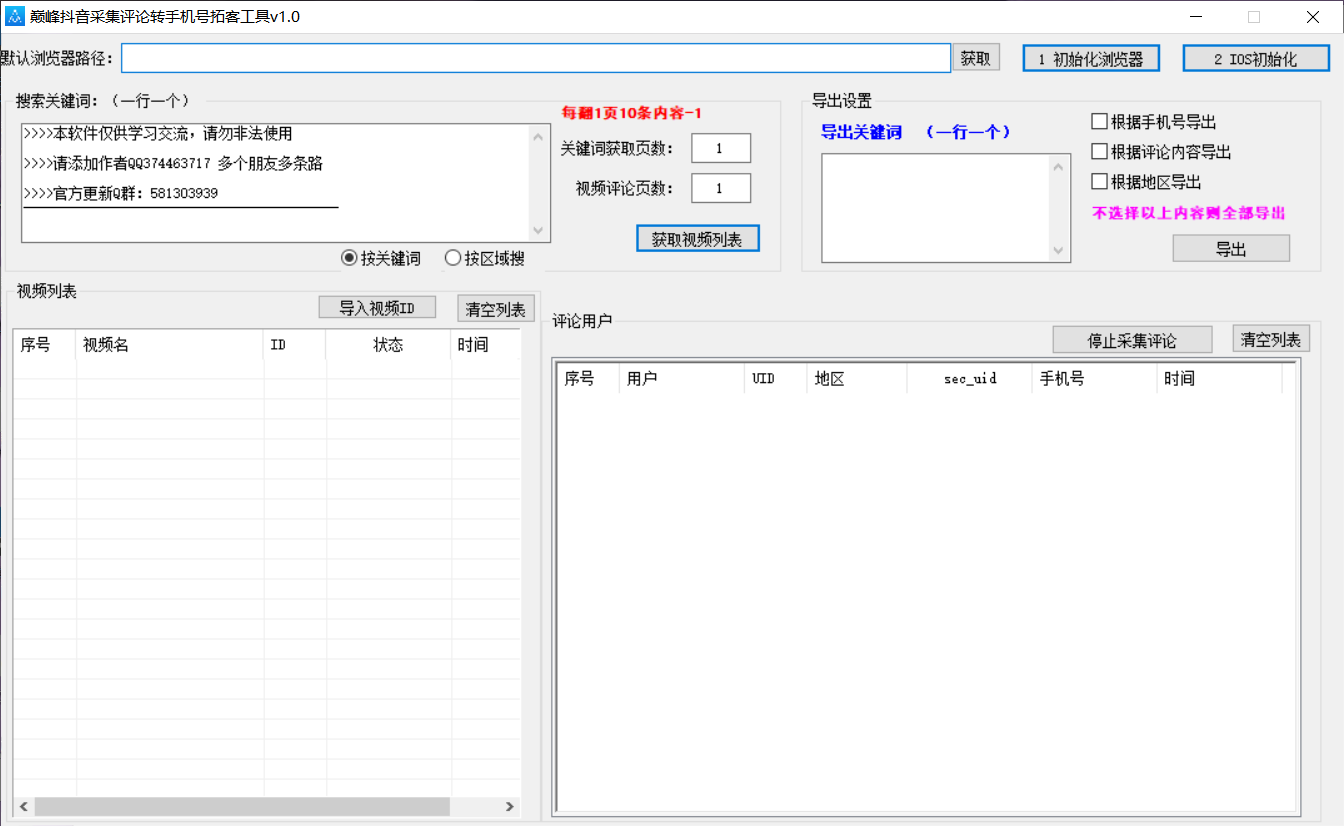 巅峰抖音采集评论转手机号拓客工具v1.0
默认浏览器路径：
获取
1 初始化浏览器
2 IOS初始化
搜索关键词：（一行一个）
>>>>本软件仅供学习交流，请勿非法使用
>>>>请添加作者QQ374463717 多个朋友多条路
>>>>官方更新Q群：581303939
按关键词
按区域搜
每翻1页10条内容-1
关键词获取页数：
1
视频评论页数：
1
获取视频列表
导出设置
导出关键词 （一行一个）
根据手机号导出
根据评论内容导出
根据地区导出
不选择以上内容则全部导出
导出
视频列表
导入视频ID
清空列表
序号 视频名 ID 状态 时间
评论用户
停止采集评论
清空列表
序号 用户 UID 地区 sec_uid 手机号 时间